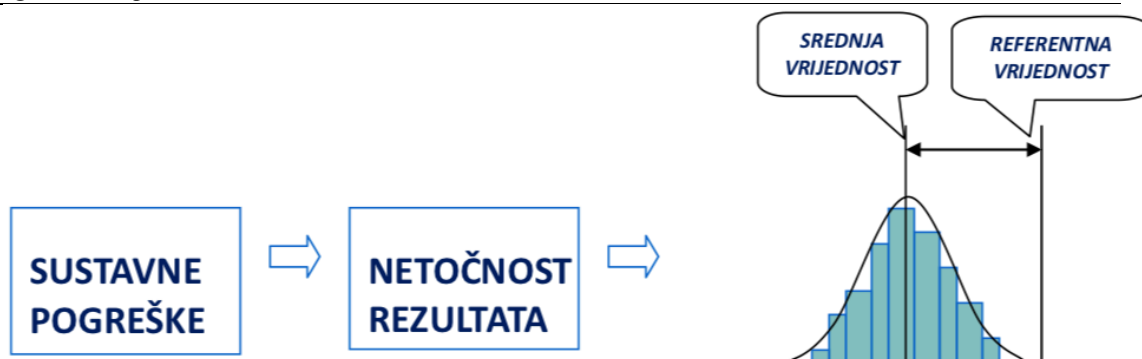 SREDNJA
VRIJEDNOST
REFERENTNA
VRIJEDNOST
SUSTAVNE
POGREŠKE
NETOČNOST
REZULTATA